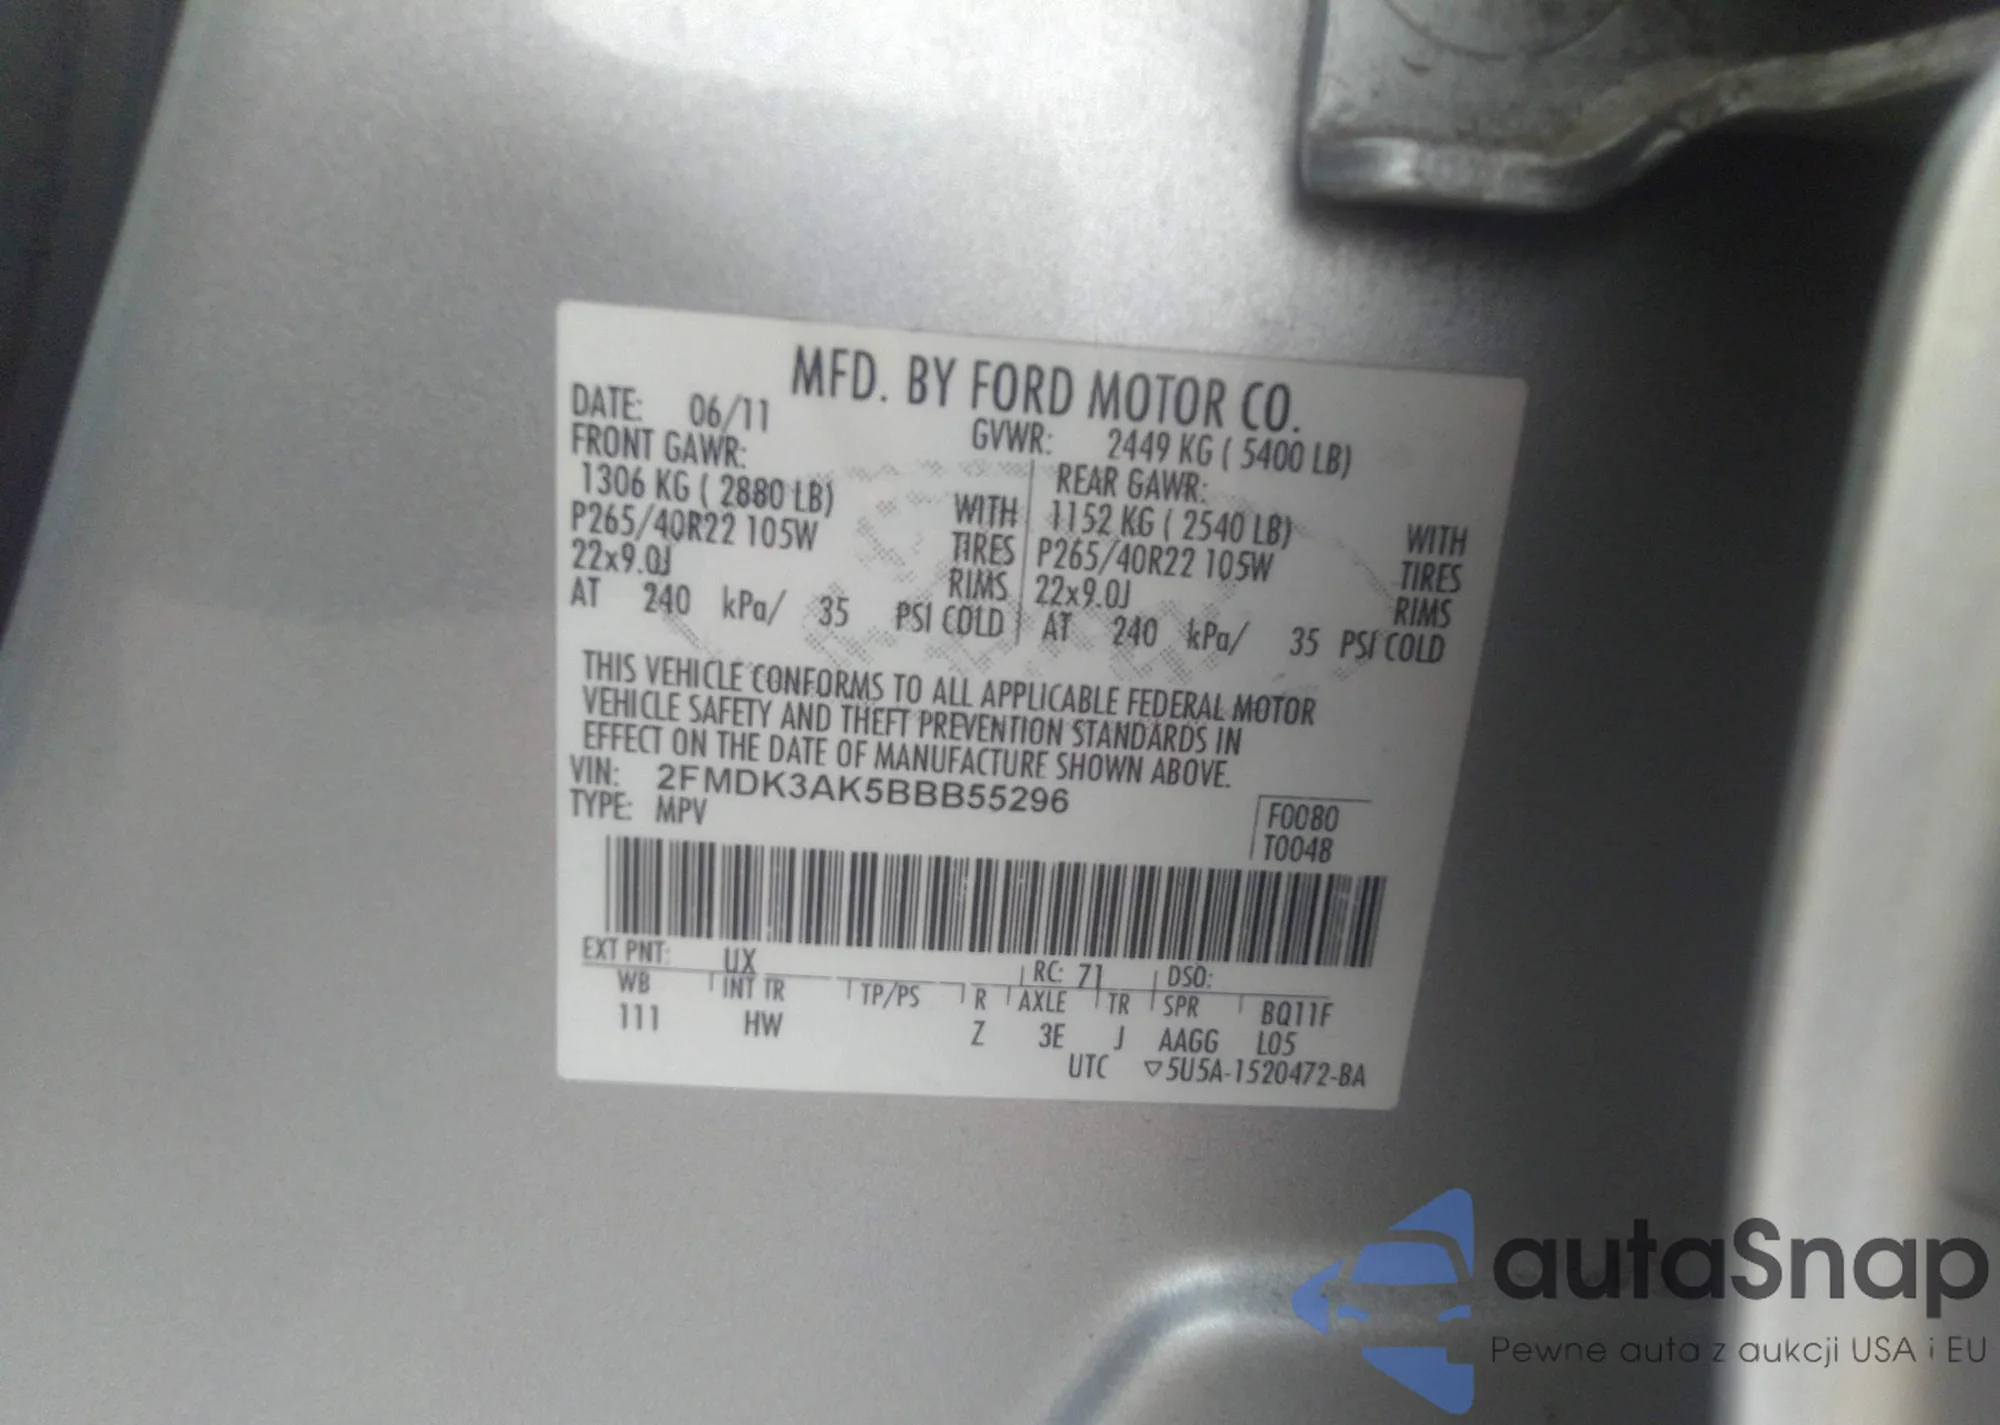 MFD. BY FORD MOTOR CO.
DATE: 06/11 GVWR: 2449 KG ( 5400 LB)
FRONT GAWR: REAR GAWR:
1306 KG ( 2880 LB) WITH 1152 KG ( 2540 LB) WITH
P265/40R22 105W TIRES P265/40R22 105W TIRES
22x9.0J RIMS 22x9.0J RIMS
AT 240 kPa/ 35 PSI COLD AT 240 kPa/ 35 PSI COLD
THIS VEHICLE CONFORMS TO ALL APPLICABLE FEDERAL MOTOR
VEHICLE SAFETY AND THEFT PREVENTION STANDARDS IN
EFFECT ON THE DATE OF MANUFACTURE SHOWN ABOVE.
VIN: 2FMDK3AK5BBB55296
TYPE: MPV F0080
T0048
EXT PNT: UX RC: 71 DSO:
WB INT TR TP/PS R AXLE TR SPR BQ11F
111 HW Z 3E J AAGG L05
UTC ▽5U5A-1520472-BA
autaSnap
Pewne auta z aukcji USA i EU